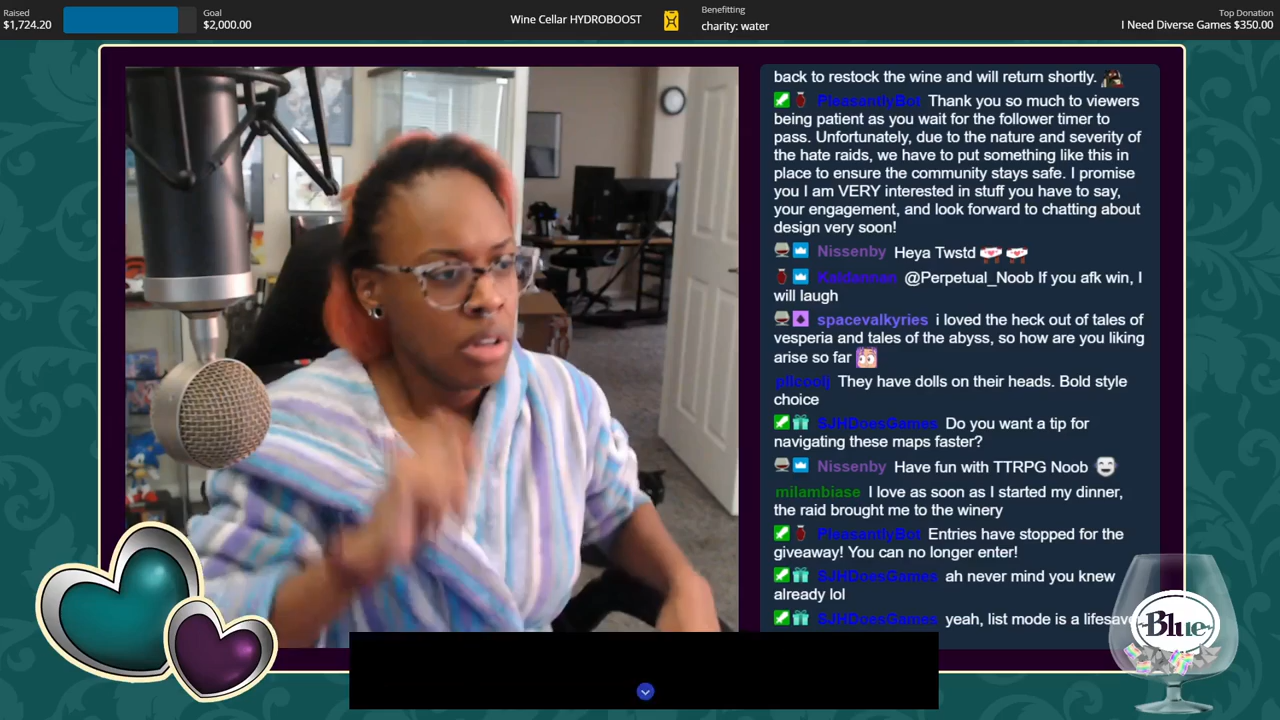 Raised
$1,724.20
Goal
$2,000.00
Wine Cellar HYDROBOOST
Benefitting
charity: water
Top Donation
I Need Diverse Games $350.00
back to restock the wine and will return shortly.
PleasantlyBot Thank you so much to viewers
being patient as you wait for the follower timer to
pass. Unfortunately, due to the nature and severity of
the hate raids, we have to put something like this in
place to ensure the community stays safe. I promise
you I am VERY interested in stuff you have to say,
your engagement, and look forward to chatting about
design very soon!
Nissenby Heya Twstd
Kaldannan @Perpetual_Noob If you afk win, I
will laugh
spacevalkyries i loved the heck out of tales of
vesperia and tales of the abyss, so how are you liking
arise so far
pflcoolj They have dolls on their heads. Bold style
choice
SJHDoesGames Do you want a tip for
navigating these maps faster?
Nissenby Have fun with TTRPG Noob
milambiase I love as soon as I started my dinner,
the raid brought me to the winery
PleasantlyBot Entries have stopped for the
giveaway! You can no longer enter!
SJHDoesGames ah never mind you knew
already lol
SJHDoesGames yeah, list mode is a lifesav
Blue